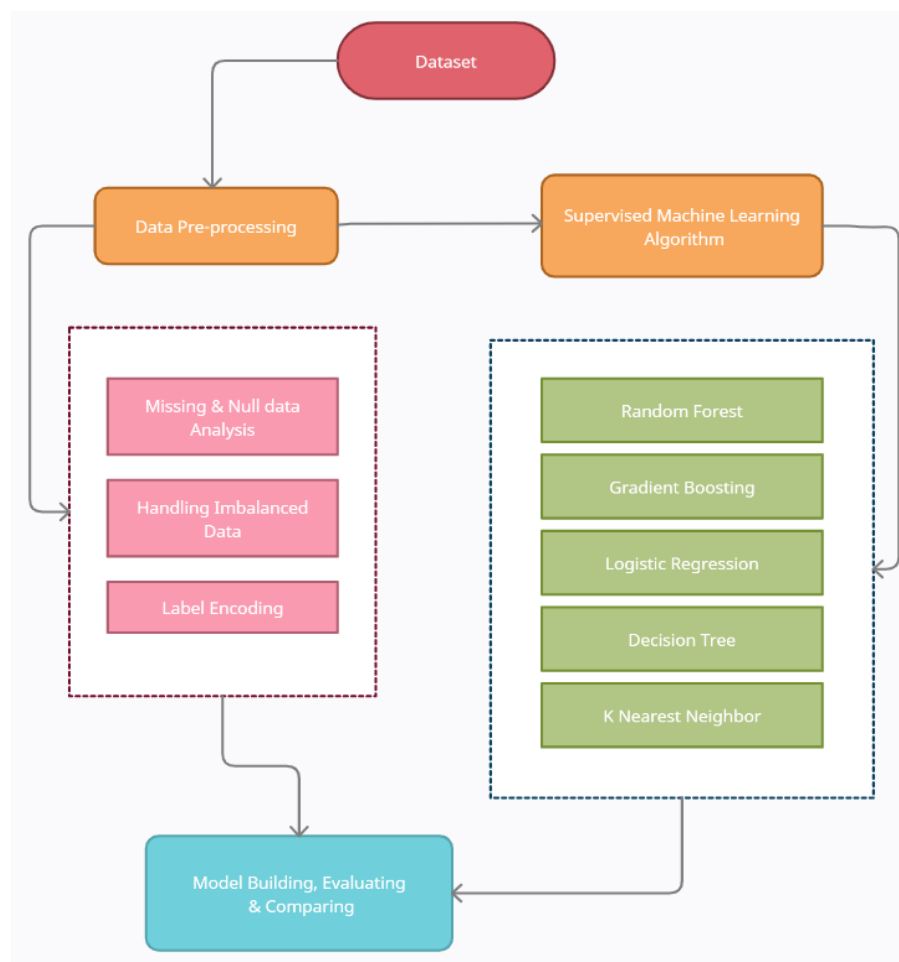 Dataset
Data Pre-processing
Supervised Machine Learning
Algorithm
Missing & Null data
Analysis
Handling Imbalanced
Data
Label Encoding
Random Forest
Gradient Boosting
Logistic Regression
Decision Tree
K Nearest Neighbor
Model Building, Evaluating
& Comparing